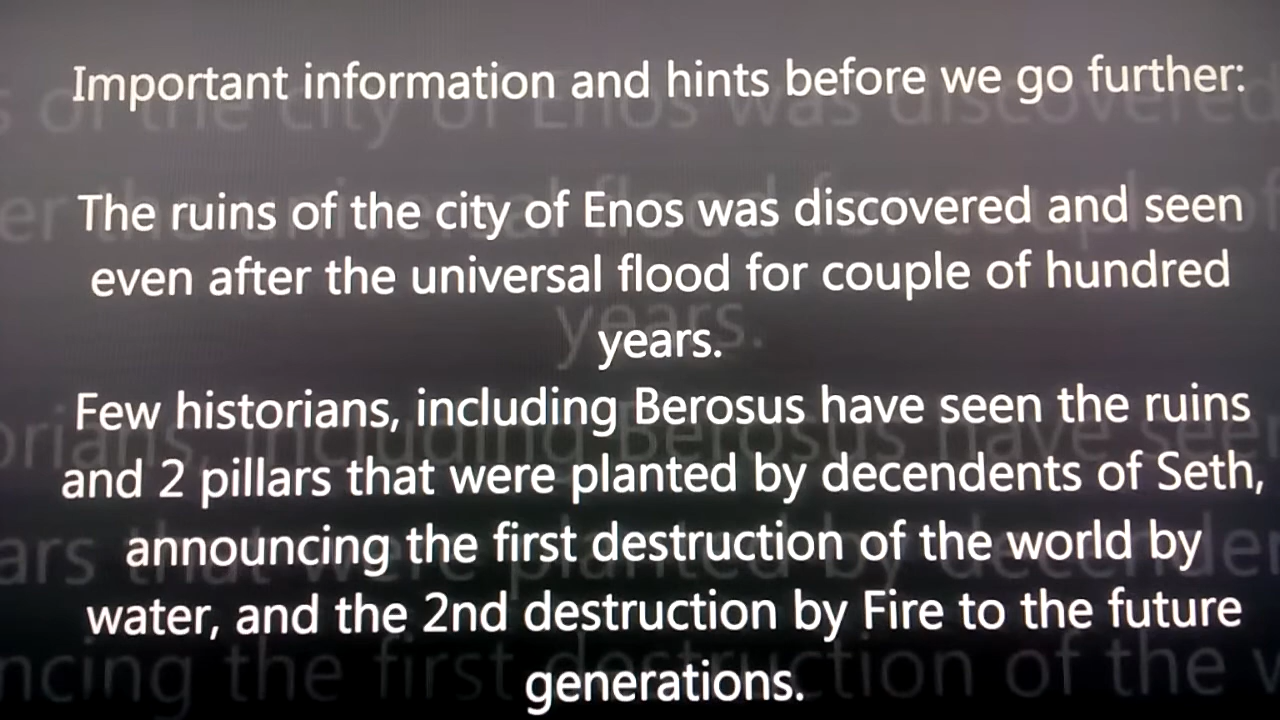 Important information and hints before we go further:
The ruins of the city of Enos was discovered and seen
even after the universal flood for couple of hundred
years.
Few historians, including Berosus have seen the ruins
and 2 pillars that were planted by decendents of Seth,
announcing the first destruction of the world by
water, and the 2nd destruction by Fire to the future
generations.